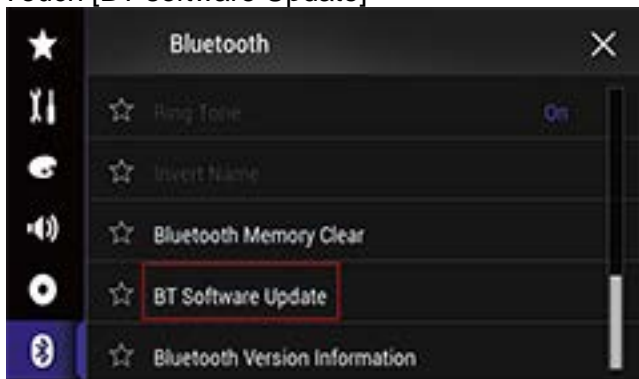 Touch [BT Software Update]
Bluetooth
Ring Tone On
Invert Name
Bluetooth Memory Clear
BT Software Update
Bluetooth Version Information